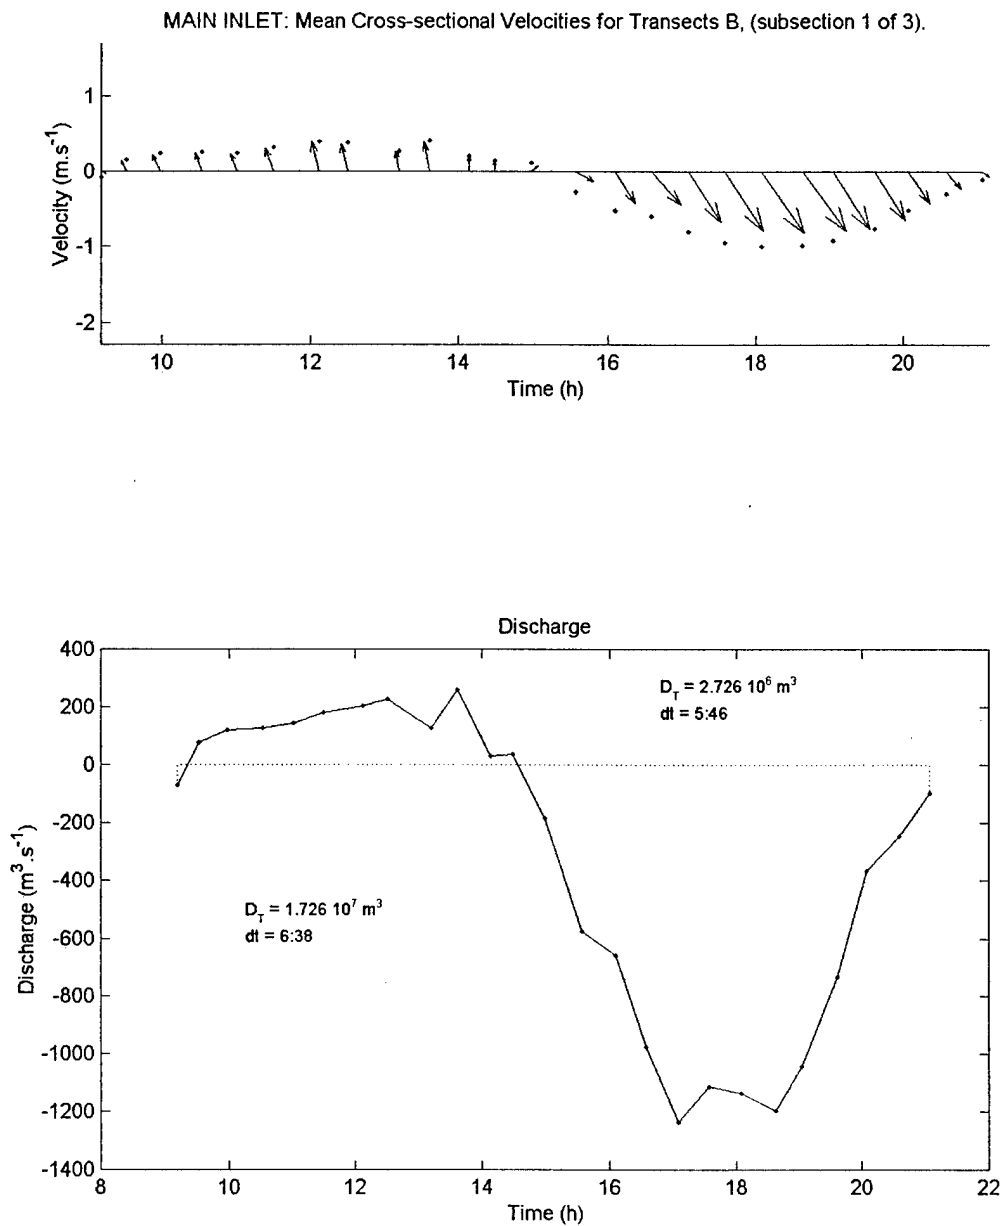 MAIN INLET: Mean Cross-sectional Velocities for Transects B, (subsection 1 of 3).
1
0
-1
-2
Velocity (m.s⁻¹)
10 12 14 16 18 20
Time (h)
Discharge
400
200
0
-200
-400
-600
-800
-1000
-1200
-1400
Discharge (m³.s⁻¹)
D_T = 2.726 10⁶ m³
dt = 5:46
D_T = 1.726 10⁷ m³
dt = 6:38
8 10 12 14 16 18 20 22
Time (h)